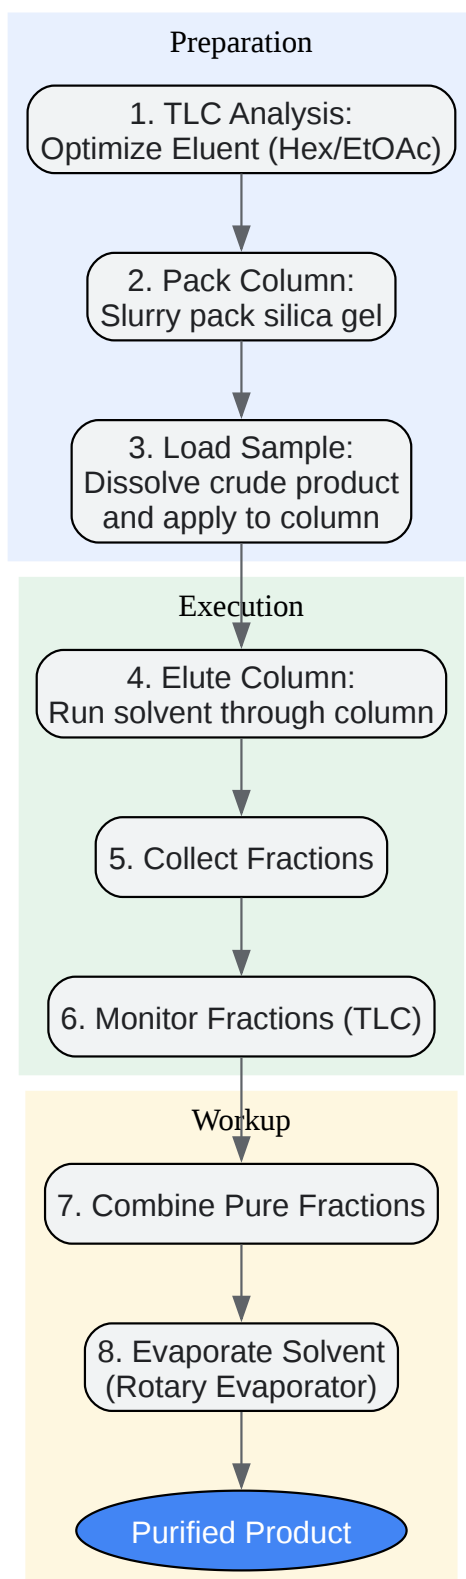 Preparation
1. TLC Analysis:
Optimize Eluent (Hex/EtOAc)
2. Pack Column:
Slurry pack silica gel
3. Load Sample:
Dissolve crude product
and apply to column
Execution
4. Elute Column:
Run solvent through column
5. Collect Fractions
6. Monitor Fractions (TLC)
Workup
7. Combine Pure Fractions
8. Evaporate Solvent
(Rotary Evaporator)
Purified Product